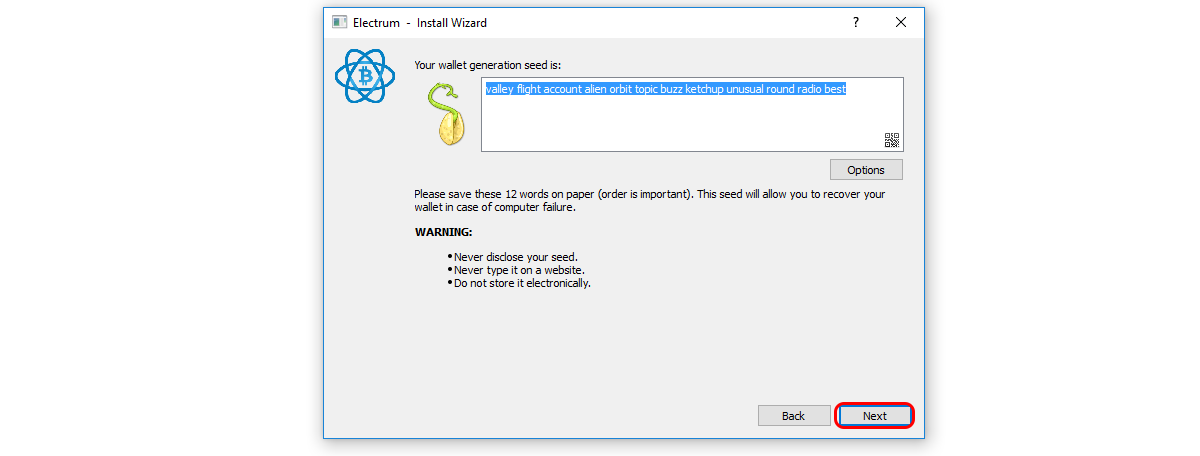 Electrum - Install Wizard
?
Your wallet generation seed is:
valley flight account alien orbit topic buzz ketchup unusual round radio best
Options
Please save these 12 words on paper (order is important). This seed will allow you to recover your
wallet in case of computer failure.
WARNING:
• Never disclose your seed.
• Never type it on a website.
• Do not store it electronically.
Back
Next